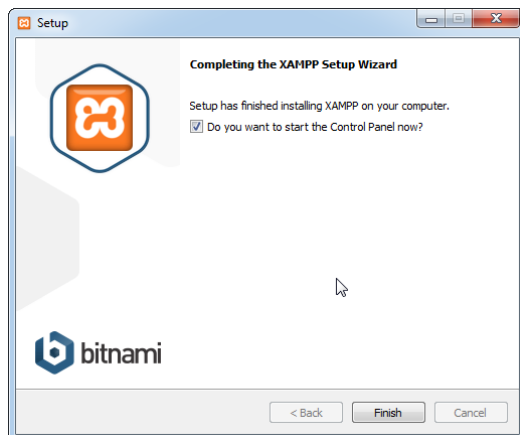 Setup
Completing the XAMPP Setup Wizard
Setup has finished installing XAMPP on your computer.
Do you want to start the Control Panel now?
bitnami
< Back
Finish
Cancel